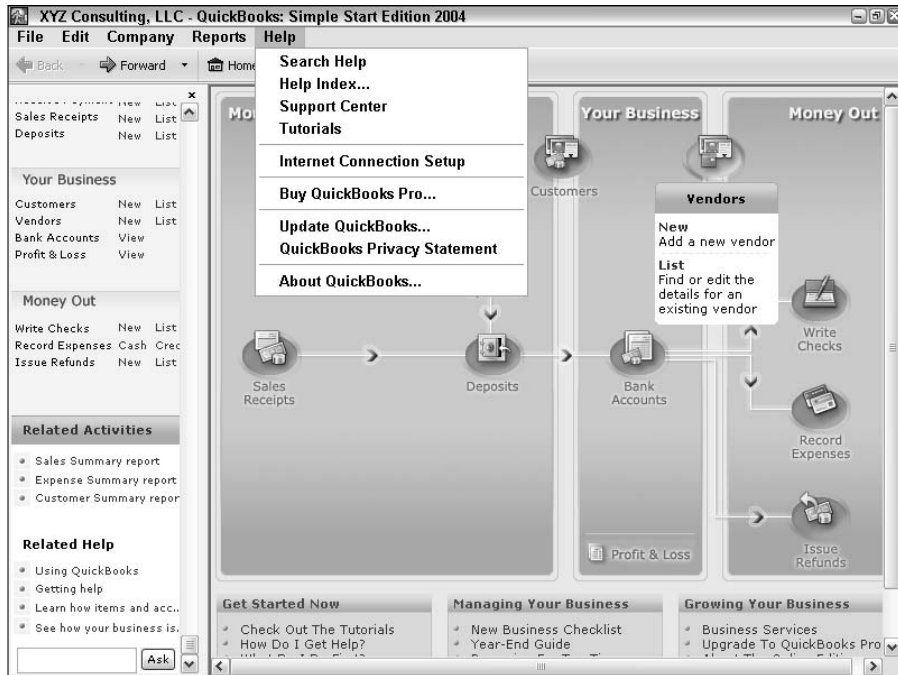 XYZ Consulting, LLC - QuickBooks: Simple Start Edition 2004
File Edit Company Reports Help
Back Forward Home
Search Help
Help Index...
Support Center
Tutorials
Internet Connection Setup
Buy QuickBooks Pro...
Update QuickBooks...
QuickBooks Privacy Statement
About QuickBooks...
Sales Receipts New List
Deposits New List
Your Business
Customers New List
Vendors New List
Bank Accounts View
Profit & Loss View
Money Out
Write Checks New List
Record Expenses Cash Crec
Issue Refunds New List
Related Activities
Sales Summary report
Expense Summary report
Customer Summary repor
Related Help
Using QuickBooks
Getting help
Learn how items and acc..
See how your business is.
Ask
Mo
Your Business
Money Out
Customers
Vendors
New
Add a new vendor
List
Find or edit the
details for an
existing vendor
Write
Checks
Sales
Receipts
Deposits
Bank
Accounts
Record
Expenses
Profit & Loss
Issue
Refunds
Get Started Now
Check Out The Tutorials
How Do I Get Help?
Managing Your Business
New Business Checklist
Year-End Guide
Growing Your Business
Business Services
Upgrade To QuickBooks Pro